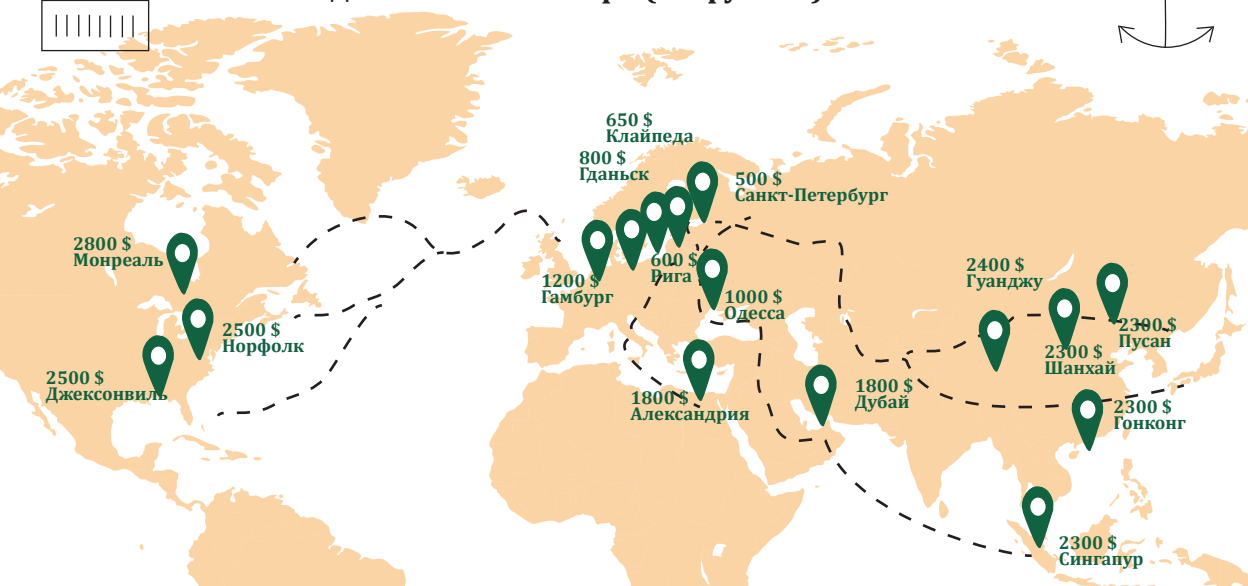 650 $
Клайпеда
800 $
Гданьск
500 $
Санкт-Петербург
2800 $
Монреаль
600 $
Рига
2400 $
Гуанджу
1200 $
Гамбург
1000 $
Одесса
2500 $
Норфолк
2300 $
Пусан
2300 $
Шанхай
2500 $
Джексонвиль
1800 $
Александрия
1800 $
Дубай
2300 $
Гонконг
2300 $
Сингапур